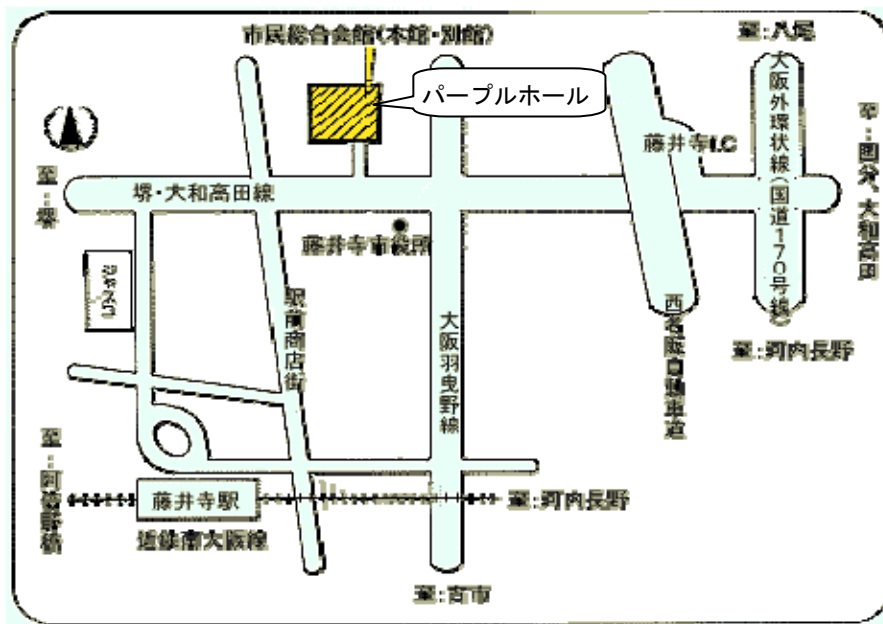 市民総合会館(本館・別館)
パープルホール
至:八尾
大阪外環状線(国道170号線)
至:国分、大和高田
藤井寺I.C
至:堺
堺・大和高田線
藤井寺市役所
ジャスコ
駅前商店街
大阪羽曳野線
西名阪自動車道
至:河内長野
至:阿倍野橋
藤井寺駅
至:河内長野
近鉄南大阪線
至:古市